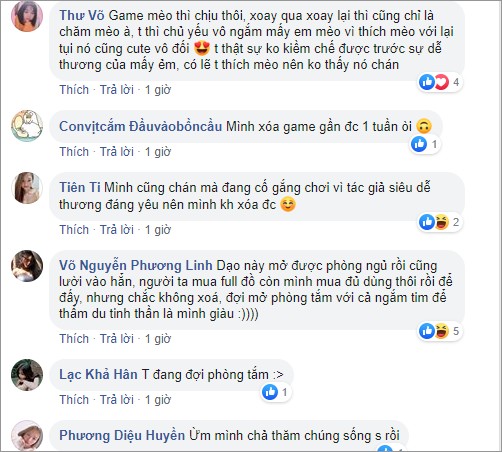 Thư Võ Game mèo thì chịu thôi, xoay qua xoay lại thì cũng chỉ là
chăm mèo à, t thì chủ yếu vô ngắm mấy em mèo vì thích mèo với lại
tụi nó cũng cute vô đối 😍 t thật sự ko kiềm chế được trước sự dễ
thương của mấy ẻm, có lẽ t thích mèo nên ko thấy nó chán
4
Thích · Trả lời · 1 giờ
Convịtcắm Đầuvàobồncầu Mình xóa game gần đc 1 tuần òi 🙃
1
Thích · Trả lời · 1 giờ
Tiên Ti Mình cũng chán mà đang cố gắng chơi vì tác giả siêu dễ
thương đáng yêu nên mình kh xóa đc ☺️
2
Thích · Trả lời · 1 giờ
Võ Nguyễn Phương Linh Dạo này mở được phòng ngủ rồi cũng
lười vào hẳn, người ta mua full đồ còn mình mua đủ dùng thôi rồi để
đấy, nhưng chắc không xoá, đợi mở phòng tắm với cả ngắm tim để
thẩm du tinh thần là mình giàu :))))
5
Thích · Trả lời · 1 giờ
Lạc Khả Hân T đang đợi phòng tắm :>
1
Thích · Trả lời · 1 giờ
Phương Diệu Huyền Ừm mình chả thăm chúng sống s rồi